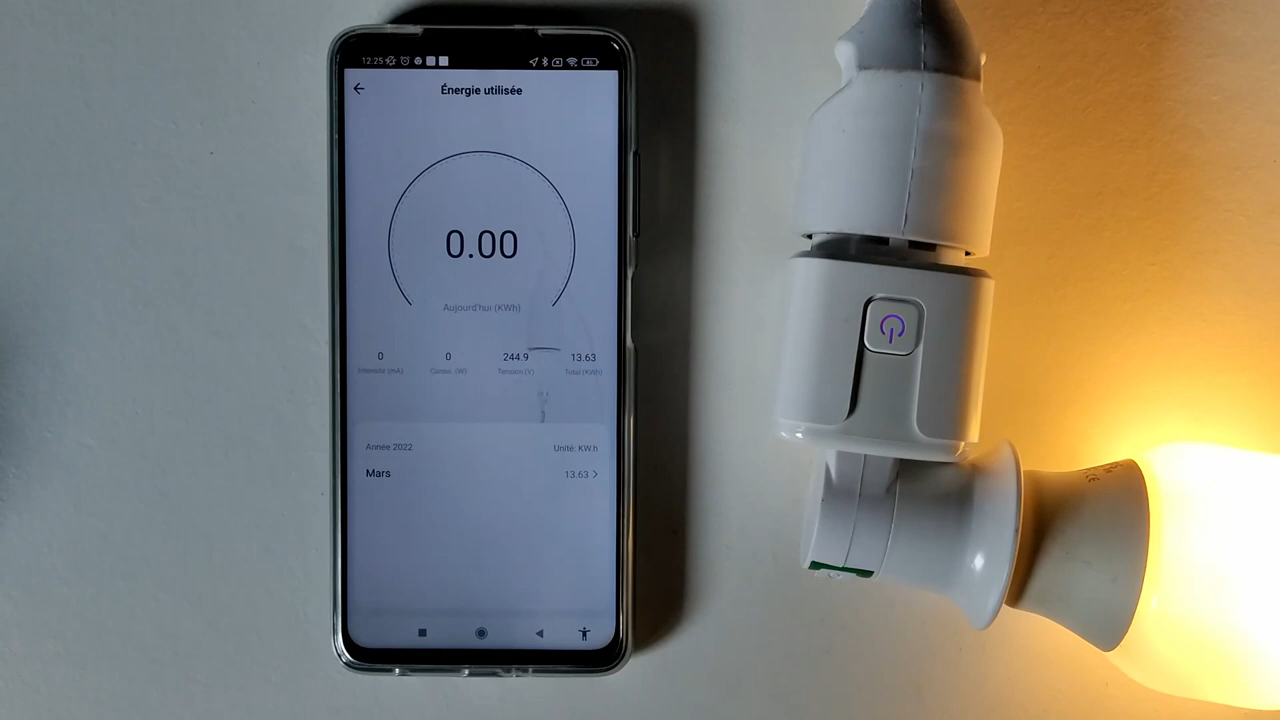 12.25
Énergie utilisée
0.00
Aujourd'hui (KWh)
0 0 244.9 13.63
Intensité (mA) Conso. (W) Tension (V) Total (KWh)
Année 2022 Unité: KW.h
Mars 13.63